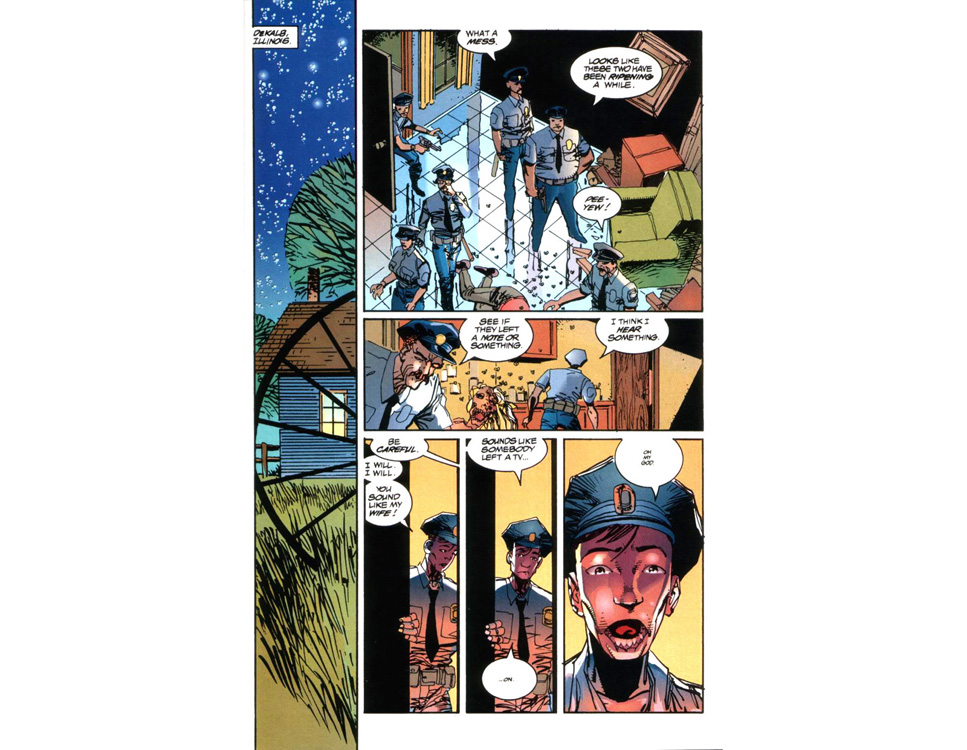 DeKALB,
ILLINOIS.
WHAT A
MESS.
LOOKS LIKE
THESE TWO HAVE
BEEN RIPENING
A WHILE.
PEE-
YEW!
SEE IF
THEY LEFT
A NOTE OR
SOMETHING.
I THINK I
HEAR
SOMETHING.
BE
CAREFUL.
I WILL.
I WILL.
YOU
SOUND
LIKE MY
WIFE!
SOUNDS LIKE
SOMEBODY
LEFT A TV...
...ON.
OH
MY
GOD.